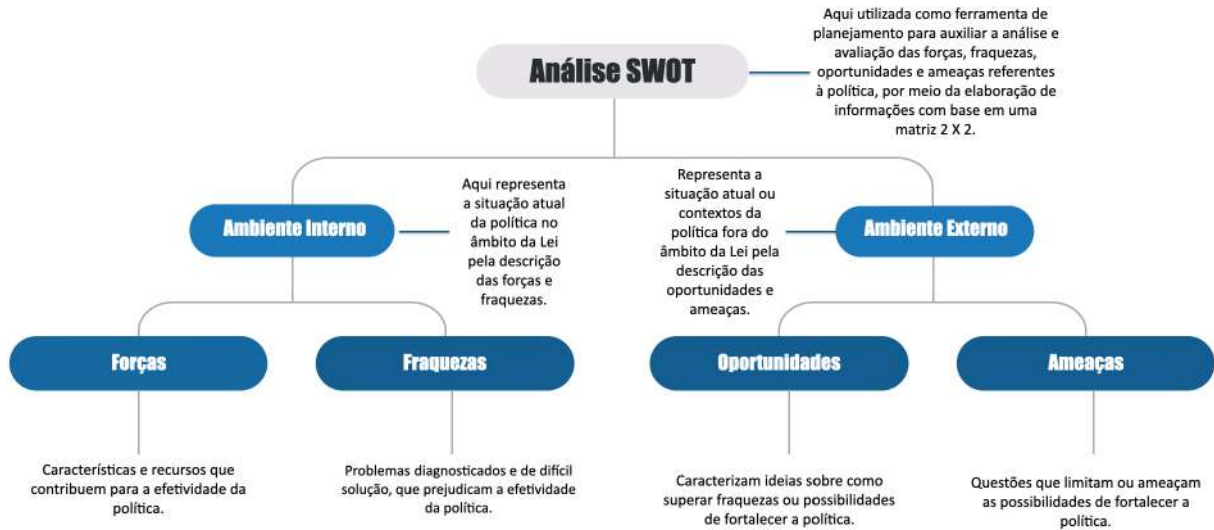 Análise SWOT
Aqui utilizada como ferramenta de
planejamento para auxiliar a análise e
avaliação das forças, fraquezas,
oportunidades e ameaças referentes
à política, por meio da elaboração de
informações com base em uma
matriz 2 X 2.
Ambiente Interno
Aqui representa
a situação atual
da política no
âmbito da Lei
pela descrição
das forças e
fraquezas.
Representa a
situação atual ou
contextos da
política fora do
âmbito da Lei pela
descrição das
oportunidades e
ameaças.
Ambiente Externo
Forças
Fraquezas
Oportunidades
Ameaças
Características e recursos que
contribuem para a efetividade da
política.
Problemas diagnosticados e de difícil
solução, que prejudicam a efetividade
da política.
Caracterizam ideias sobre como
superar fraquezas ou possibilidades
de fortalecer a política.
Questões que limitam ou ameaçam
as possibilidades de fortalecer a
política.